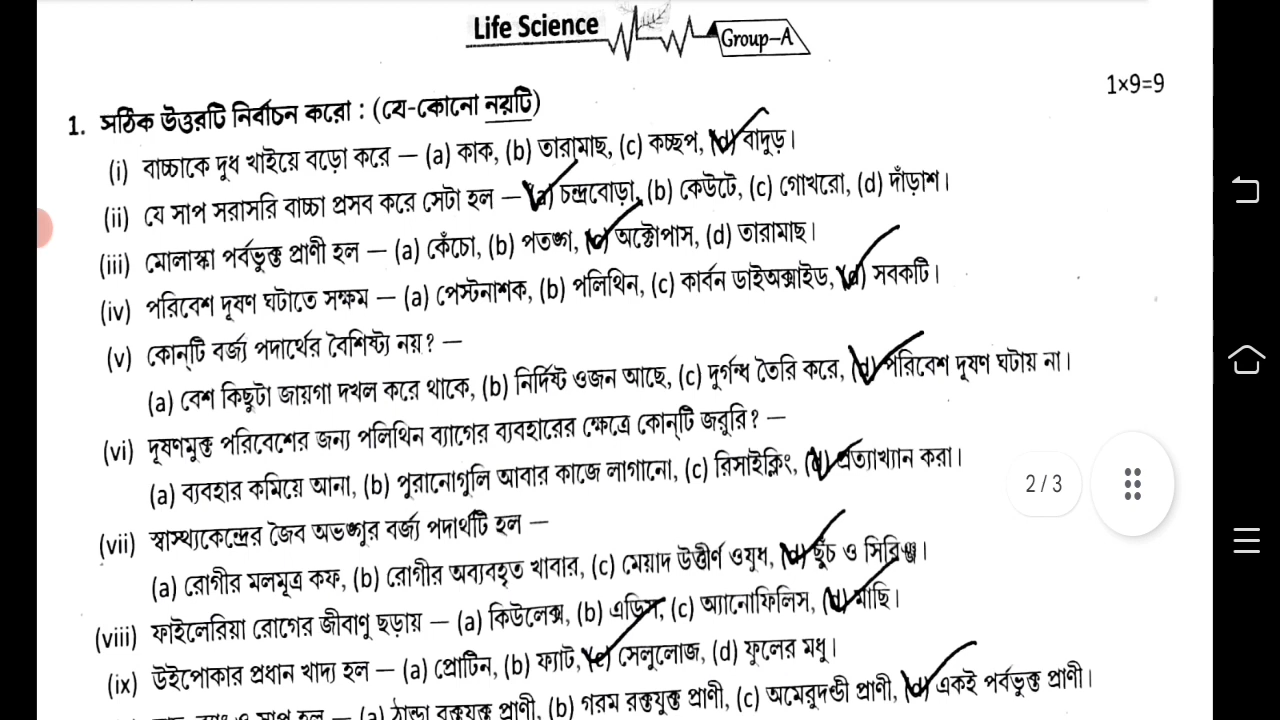 Life Science
Group–A
1. সঠিক উত্তরটি নির্বাচন করো : (যে-কোনো নয়টি) 1×9=9
(i) বাচ্চাকে দুধ খাইয়ে বড়ো করে — (a) কাক, (b) তারামাছ, (c) কচ্ছপ, (d) বাদুড়।
(ii) যে সাপ সরাসরি বাচ্চা প্রসব করে সেটা হল — (a) চন্দ্রবোড়া, (b) কেউটে, (c) গোখরো, (d) দাঁড়াশ।
(iii) মোলাস্কা পর্বভুক্ত প্রাণী হল — (a) কেঁচো, (b) পতঙ্গ, (c) অক্টোপাস, (d) তারামাছ।
(iv) পরিবেশ দূষণ ঘটাতে সক্ষম — (a) পেস্টনাশক, (b) পলিথিন, (c) কার্বন ডাইঅক্সাইড, (d) সবকটি।
(v) কোন্‌টি বর্জ্য পদার্থের বৈশিষ্ট্য নয়? —
(a) বেশ কিছুটা জায়গা দখল করে থাকে, (b) নির্দিষ্ট ওজন আছে, (c) দুর্গন্ধ তৈরি করে, (d) পরিবেশ দূষণ ঘটায় না।
(vi) দূষণমুক্ত পরিবেশের জন্য পলিথিন ব্যাগের ব্যবহারের ক্ষেত্রে কোন্‌টি জরুরি? —
(a) ব্যবহার কমিয়ে আনা, (b) পুরানোগুলি আবার কাজে লাগানো, (c) রিসাইক্লিং, (d) প্রত্যাখ্যান করা।
2/3
(vii) স্বাস্থ্যকেন্দ্রের জৈব অভঙ্গুর বর্জ্য পদার্থটি হল —
(a) রোগীর মলমূত্র কফ, (b) রোগীর অব্যবহৃত খাবার, (c) মেয়াদ উত্তীর্ণ ওষুধ, (d) ছুঁচ ও সিরিঞ্জ।
(viii) ফাইলেরিয়া রোগের জীবাণু ছড়ায় — (a) কিউলেক্স, (b) এডিস, (c) অ্যানোফিলিস, (d) মাছি।
(ix) উইপোকার প্রধান খাদ্য হল — (a) প্রোটিন, (b) ফ্যাট, (c) সেলুলোজ, (d) ফুলের মধু।
ও সাপ হল — (a) ঠান্ডা রক্তযুক্ত প্রাণী, (b) গরম রক্তযুক্ত প্রাণী, (c) অমেরুদণ্ডী প্রাণী, (d) একই পর্বভুক্ত প্রাণী।